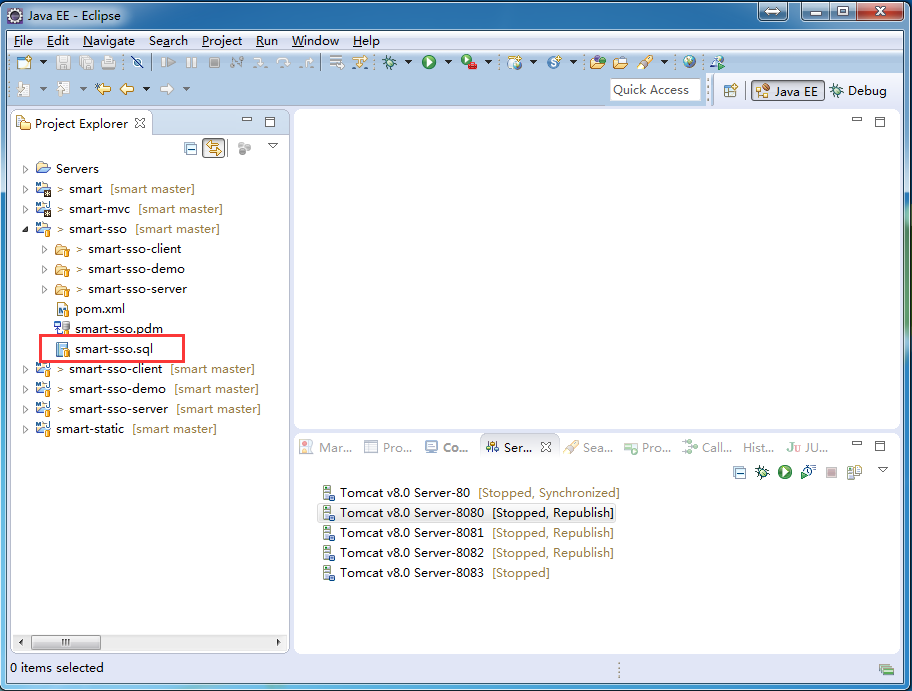 Java EE - Eclipse
File Edit Navigate Search Project Run Window Help
Quick Access
Java EE
Debug
Project Explorer
Servers
> smart [smart master]
> smart-mvc [smart master]
> smart-sso [smart master]
> smart-sso-client
> smart-sso-demo
> smart-sso-server
pom.xml
smart-sso.pdm
smart-sso.sql
> smart-sso-client [smart master]
> smart-sso-demo [smart master]
> smart-sso-server [smart master]
smart-static [smart master]
Mar... Pro... Co... Ser... Sea... Pro... Call... Hist... JU JU...
Tomcat v8.0 Server-80 [Stopped, Synchronized]
Tomcat v8.0 Server-8080 [Stopped, Republish]
Tomcat v8.0 Server-8081 [Stopped, Republish]
Tomcat v8.0 Server-8082 [Stopped, Republish]
Tomcat v8.0 Server-8083 [Stopped]
0 items selected